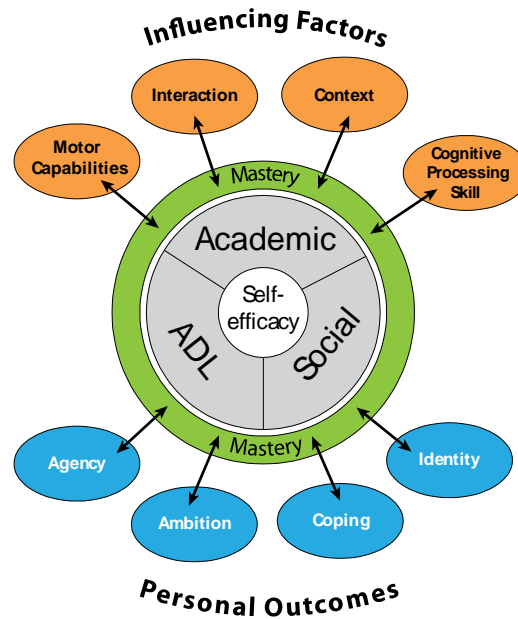 Influencing Factors
Interaction
Context
Motor
Capabilities
Cognitive
Processing
Skill
Mastery
Academic
Self-
efficacy
ADL
Social
Mastery
Agency
Identity
Ambition
Coping
Personal Outcomes